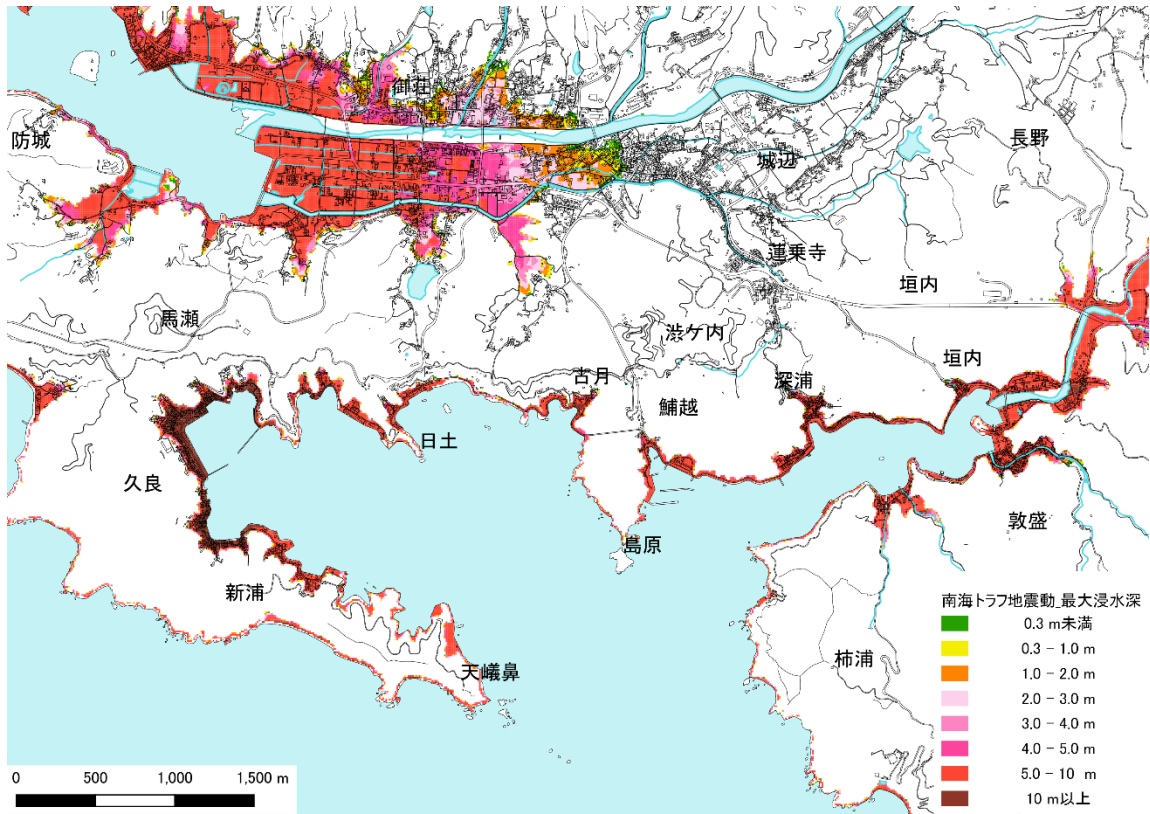 御荘
防城
長野
城辺
蓮乗寺
垣内
馬瀬
渋ケ内
垣内
古月
深浦
鯆越
日土
久良
敦盛
島原
新浦
柿浦
天嶬鼻
南海トラフ地震動_最大浸水深
0.3 m未満
0.3 - 1.0 m
1.0 - 2.0 m
2.0 - 3.0 m
3.0 - 4.0 m
4.0 - 5.0 m
5.0 - 10 m
10 m以上
0 500 1,000 1,500 m